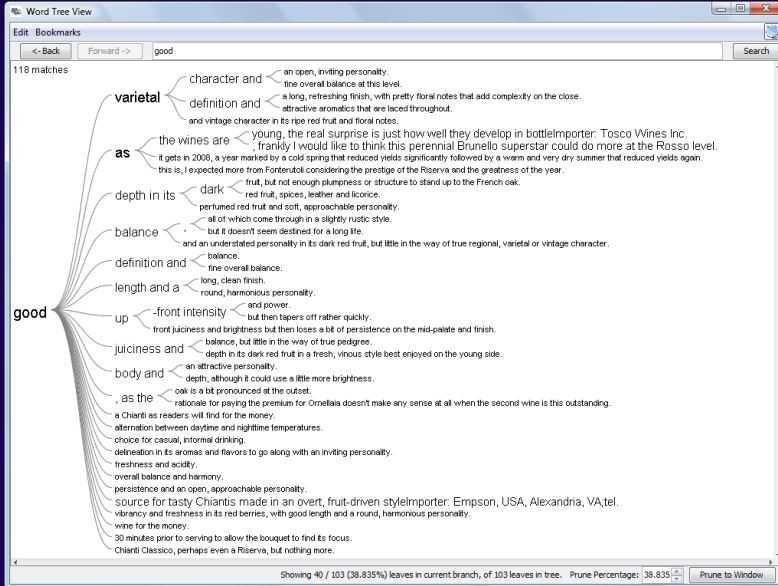 Word Tree View
Edit Bookmarks
<- Back Forward -> good Search
118 matches
good
varietal
character and
an open, inviting personality.
fine overall balance at this level.
definition and
a long, refreshing finish, with pretty floral notes that add complexity on the close.
attractive aromatics that are laced throughout.
and vintage character in its ripe red fruit and floral notes.
as
the wines are
young, the real surprise is just how well they develop in bottleImporter: Tosco Wines Inc.
, frankly I would like to think this perennial Brunello superstar could do more at the Rosso level.
it gets in 2008, a year marked by a cold spring that reduced yields significantly followed by a warm and very dry summer that reduced yields again.
this is, I expected more from Fonterutoli considering the prestige of the Riserva and the greatness of the year.
depth in its
dark
fruit, but not enough plumpness or structure to stand up to the French oak.
red fruit, spices, leather and licorice.
perfumed red fruit and soft, approachable personality.
balance
,
all of which come through in a slightly rustic style.
but it doesn't seem destined for a long life.
and an understated personality in its dark red fruit, but little in the way of true regional, varietal or vintage character.
definition and
balance.
fine overall balance.
length and a
long, clean finish.
round, harmonious personality.
up
-front intensity
and power.
but then tapers off rather quickly.
front juiciness and brightness but then loses a bit of persistence on the mid-palate and finish.
juiciness and
balance, but little in the way of true pedigree.
depth in its dark red fruit in a fresh, vinous style best enjoyed on the young side.
body and
an attractive personality.
depth, although it could use a little more brightness.
, as the
oak is a bit pronounced at the outset.
rationale for paying the premium for Ornellaia doesn't make any sense at all when the second wine is this outstanding.
a Chianti as readers will find for the money.
alternation between daytime and nighttime temperatures.
choice for casual, informal drinking.
delineation in its aromas and flavors to go along with an inviting personality.
freshness and acidity.
overall balance and harmony.
persistence and an open, approachable personality.
source for tasty Chiantis made in an overt, fruit-driven styleImporter: Empson, USA, Alexandria, VA;tel.
vibrancy and freshness in its red berries, with good length and a round, harmonious personality.
wine for the money.
30 minutes prior to serving to allow the bouquet to find its focus.
Chianti Classico, perhaps even a Riserva, but nothing more.
Showing 40 / 103 (38.835%) leaves in current branch, of 103 leaves in tree. Prune Percentage: 38.835 Prune to Window